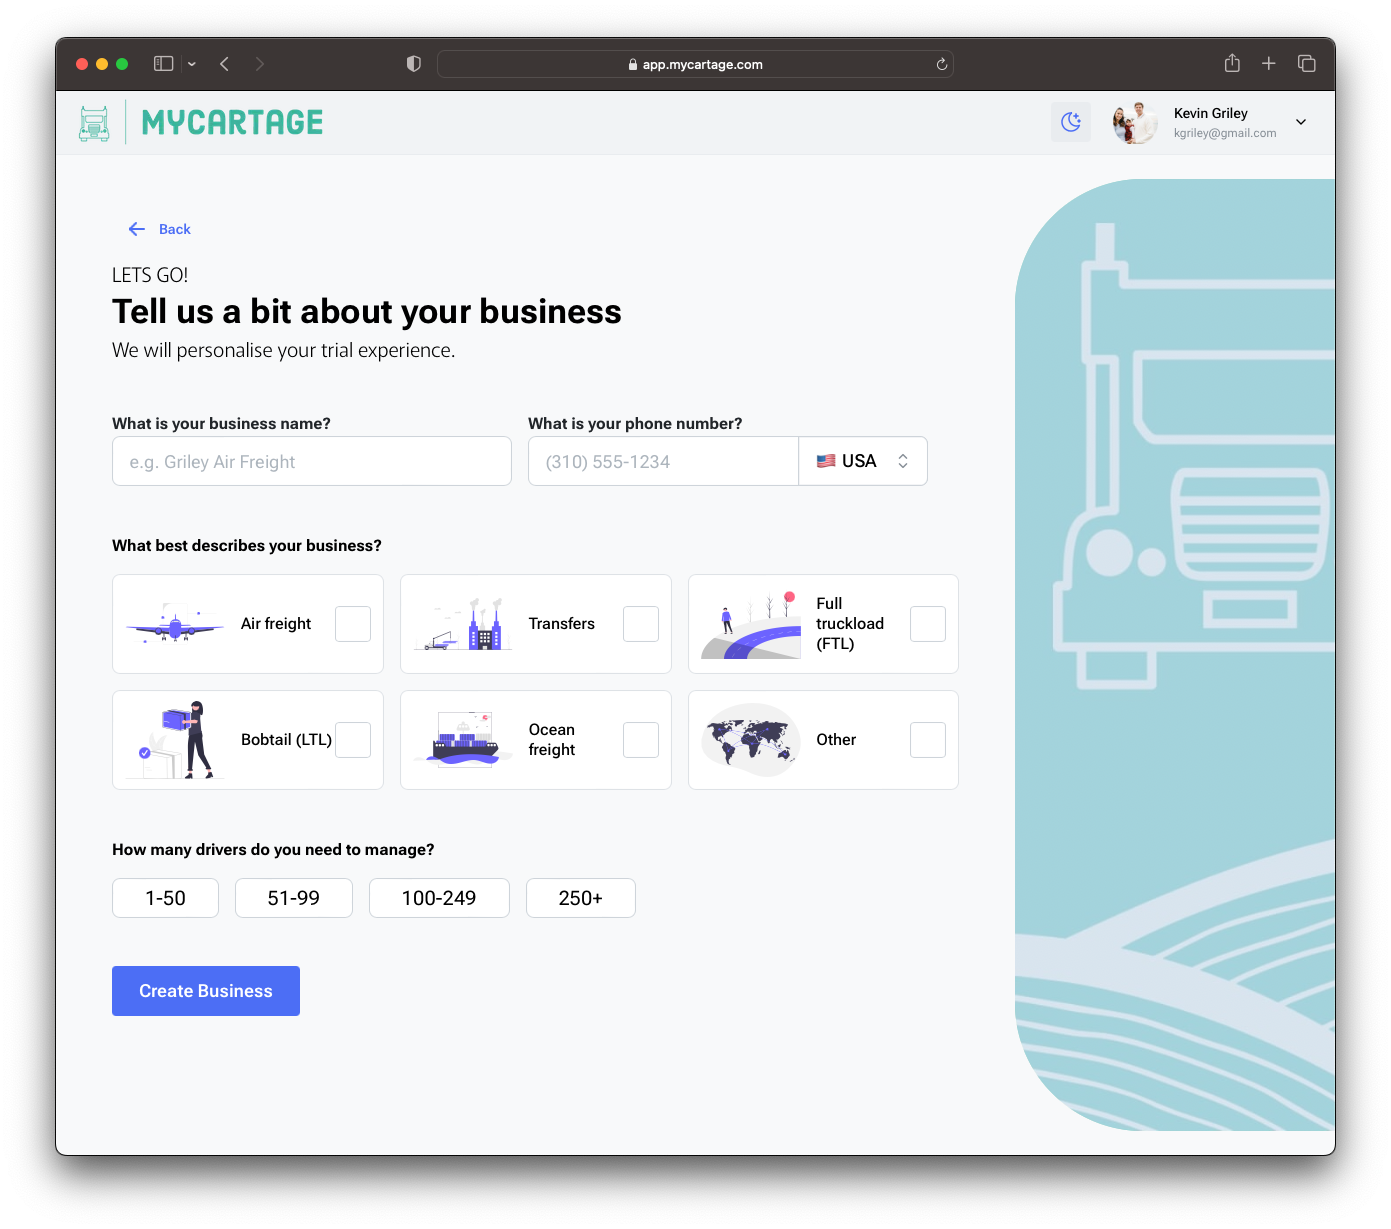 app.mycartage.com
MYCARTAGE
Kevin Griley
kgriley@gmail.com
Back
LETS GO!
Tell us a bit about your business
We will personalise your trial experience.
What is your business name?
What is your phone number?
e.g. Griley Air Freight
(310) 555-1234
USA
What best describes your business?
Air freight
Transfers
Full
truckload
(FTL)
Bobtail (LTL)
Ocean
freight
Other
How many drivers do you need to manage?
1-50
51-99
100-249
250+
Create Business